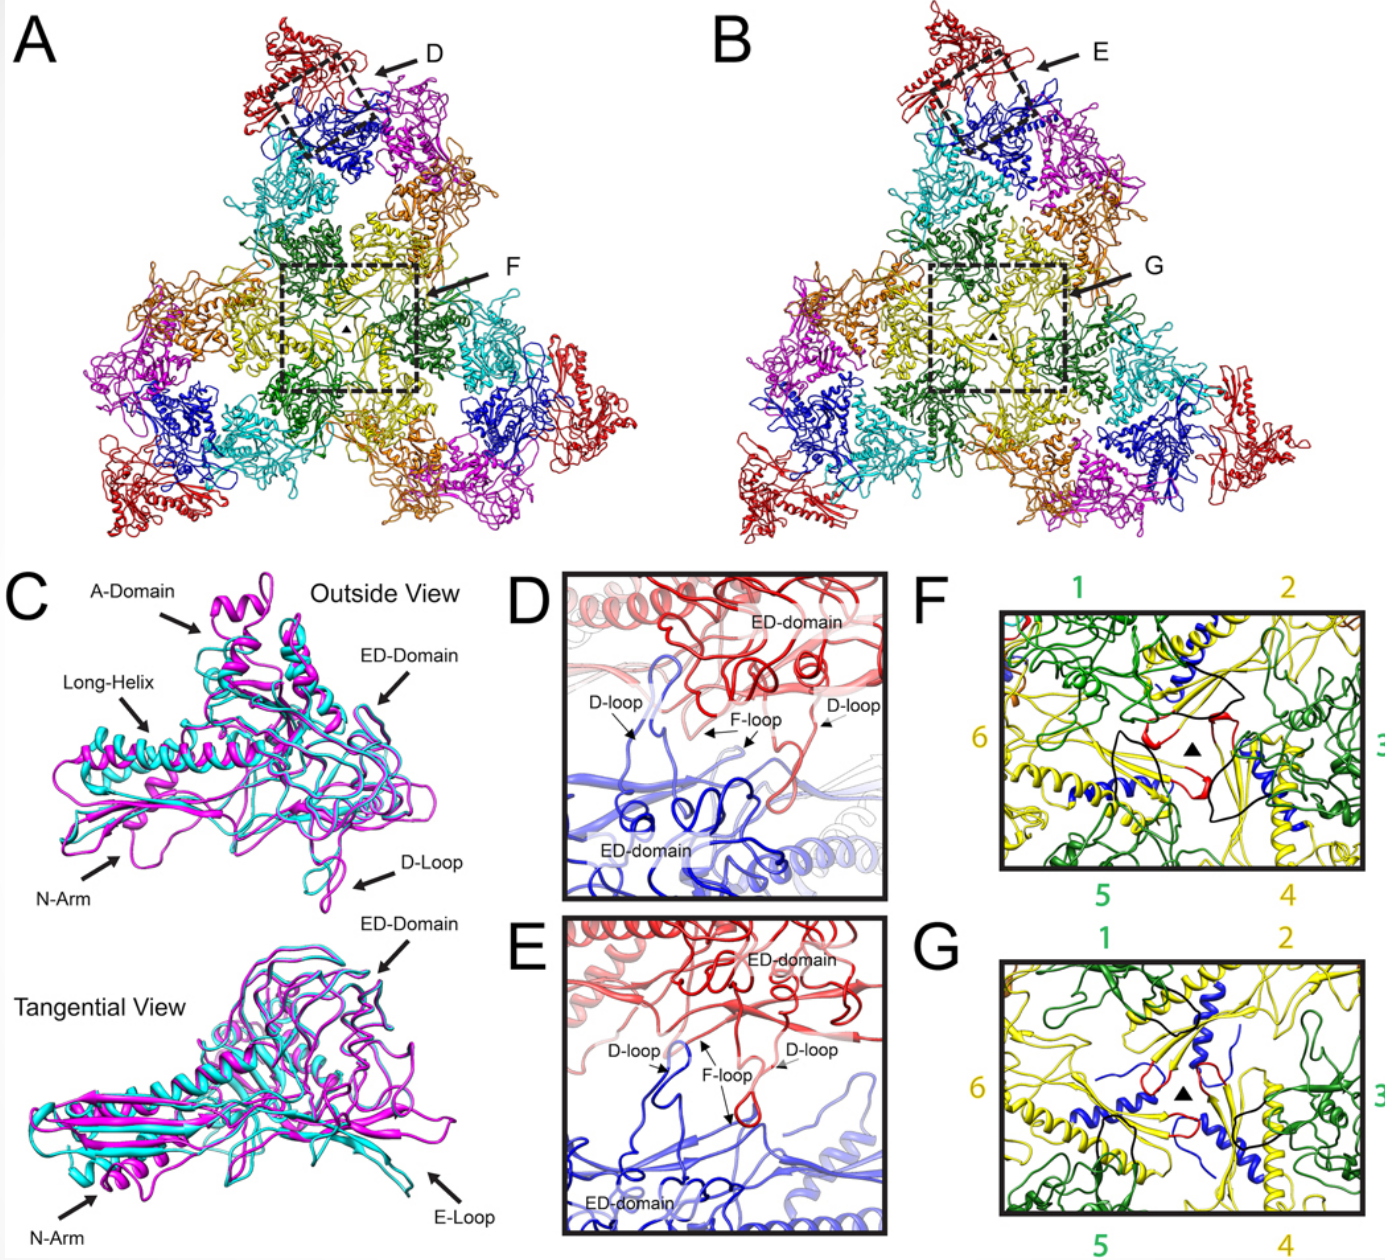 A
D
F
B
E
G
C
A-Domain
Outside View
ED-Domain
Long-Helix
N-Arm
D-Loop
ED-Domain
Tangential View
N-Arm
E-Loop
D
ED-domain
D-loop
D-loop
F-loop
ED-domain
E
ED-domain
D-loop
D-loop
F-loop
ED-domain
F
1
2
6
3
5
4
G
1
2
6
3
5
4